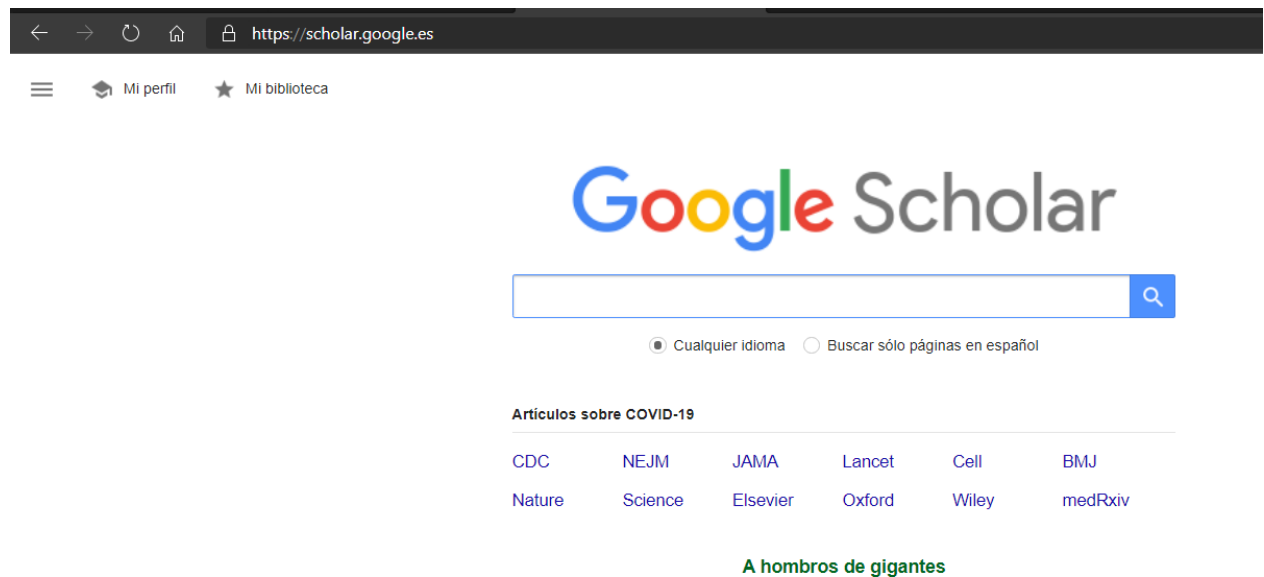 https://scholar.google.es
Mi perfil Mi biblioteca
Google Scholar
Cualquier idioma Buscar sólo páginas en español
Artículos sobre COVID-19
CDC NEJM JAMA Lancet Cell BMJ
Nature Science Elsevier Oxford Wiley medRxiv
A hombros de gigantes